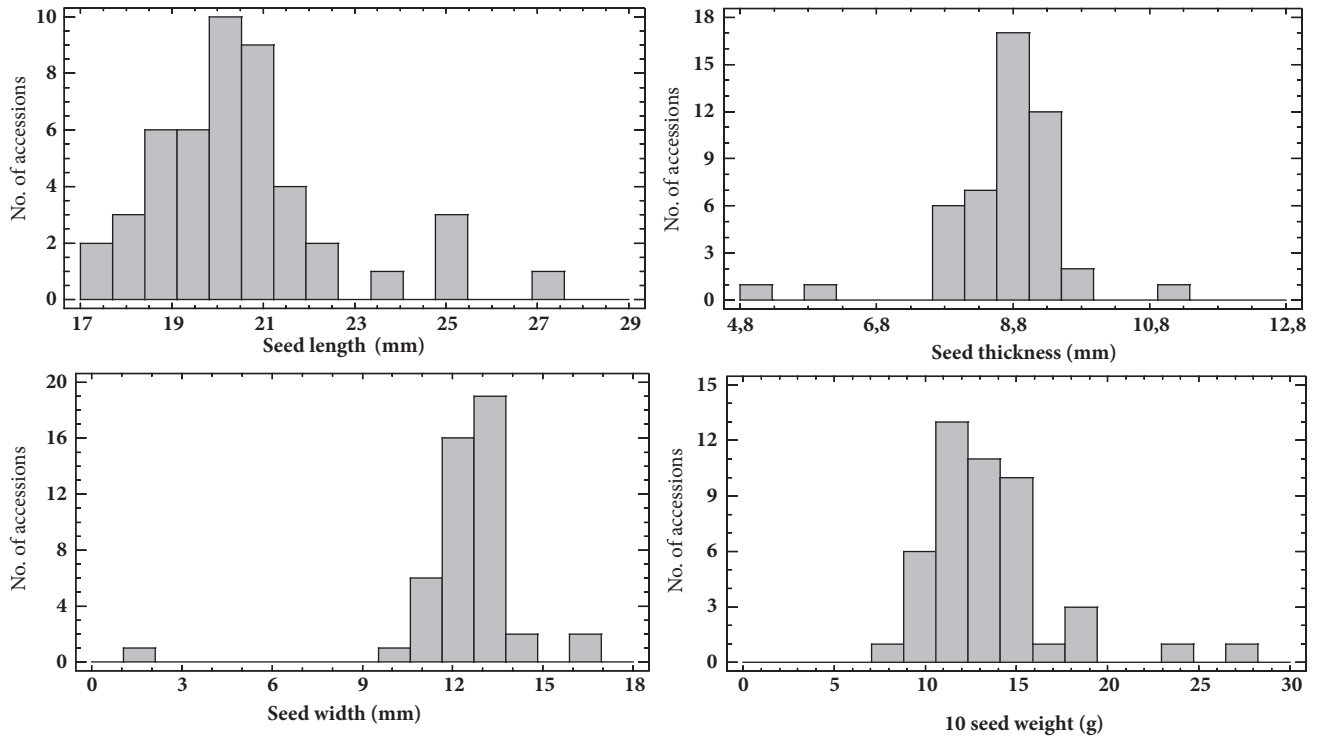 No. of accessions
10
8
6
4
2
0
17 19 21 23 25 27 29
Seed length (mm)
No. of accessions
18
15
12
9
6
3
0
4,8 6,8 8,8 10,8 12,8
Seed thickness (mm)
No. of accessions
20
16
12
8
4
0
0 3 6 9 12 15 18
Seed width (mm)
No. of accessions
15
12
9
6
3
0
0 5 10 15 20 25 30
10 seed weight (g)